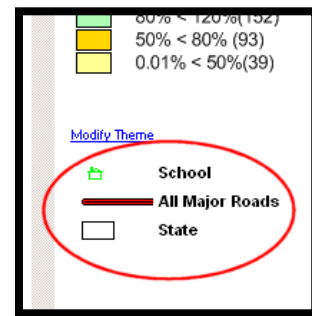 80% < 120%(152)
50% < 80% (93)
0.01% < 50%(39)
Modify Theme
School
All Major Roads
State